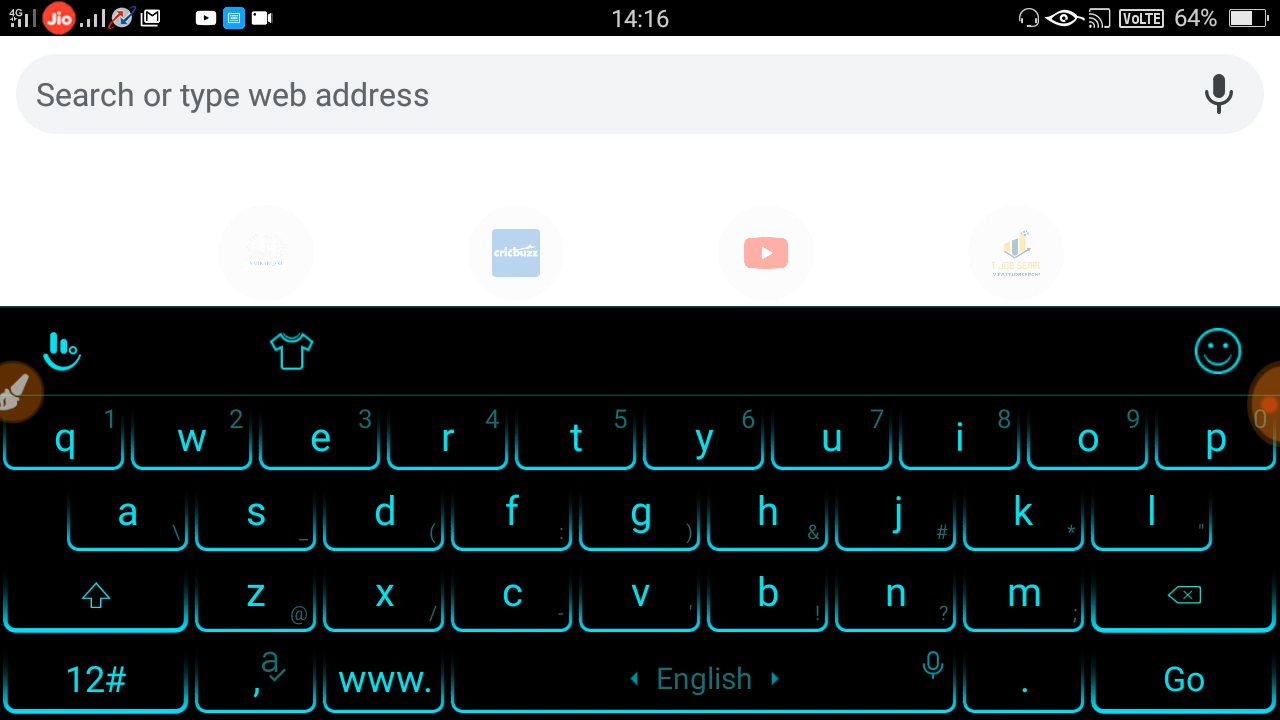 4G Jio 14:16 VoLTE 64%
Search or type web address
cricbuzz
q 1 w 2 e 3 r 4 t 5 y 6 u 7 i 8 o 9 p 0
a \ s _ d ( f : g ) h & j # k * l "
z @ x / c - v ' b ! n ? m ;
12# , a www. English . Go